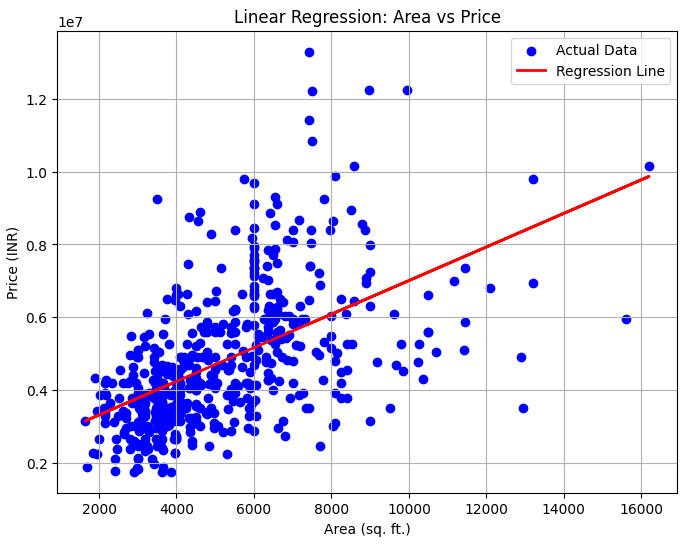 Linear Regression: Area vs Price
1e7
Actual Data
Regression Line
1.2
1.0
0.8
0.6
0.4
0.2
Price (INR)
2000 4000 6000 8000 10000 12000 14000 16000
Area (sq. ft.)